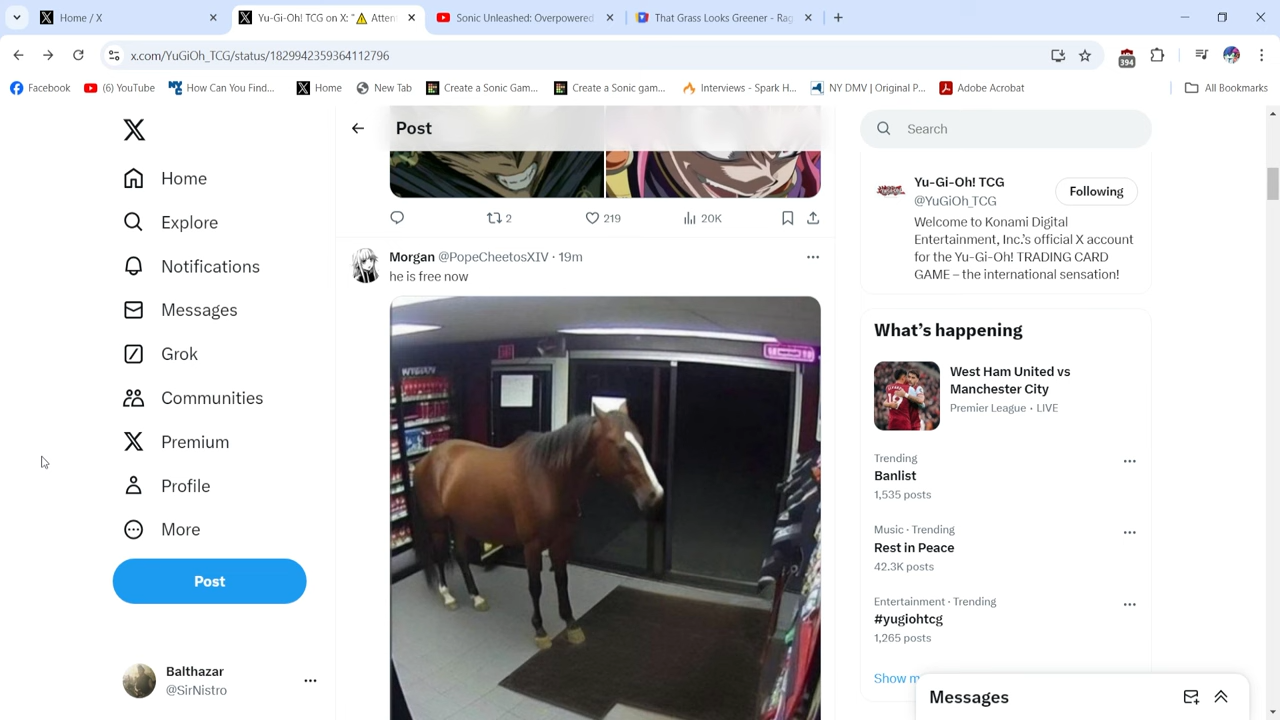 Home / X
Yu-Gi-Oh! TCG on X: "⚠ Atten
Sonic Unleashed: Overpowered
That Grass Looks Greener - Rag
x.com/YuGiOh_TCG/status/1829942359364112796
394
Facebook
(6) YouTube
How Can You Find...
Home
New Tab
Create a Sonic Gam...
Create a Sonic gam...
Interviews - Spark H...
NY DMV | Original P...
Adobe Acrobat
All Bookmarks
Home
Explore
Notifications
Messages
Grok
Communities
Premium
Profile
More
Post
Balthazar
@SirNistro
Post
2
219
20K
Morgan @PopeCheetosXIV · 19m
he is free now
Search
Yu-Gi-Oh! TCG
@YuGiOh_TCG
Following
Welcome to Konami Digital
Entertainment, Inc.’s official X account
for the Yu-Gi-Oh! TRADING CARD
GAME – the international sensation!
What’s happening
West Ham United vs
Manchester City
Premier League · LIVE
Trending
Banlist
1,535 posts
Music · Trending
Rest in Peace
42.3K posts
Entertainment · Trending
#yugiohtcg
1,265 posts
Show m
Messages